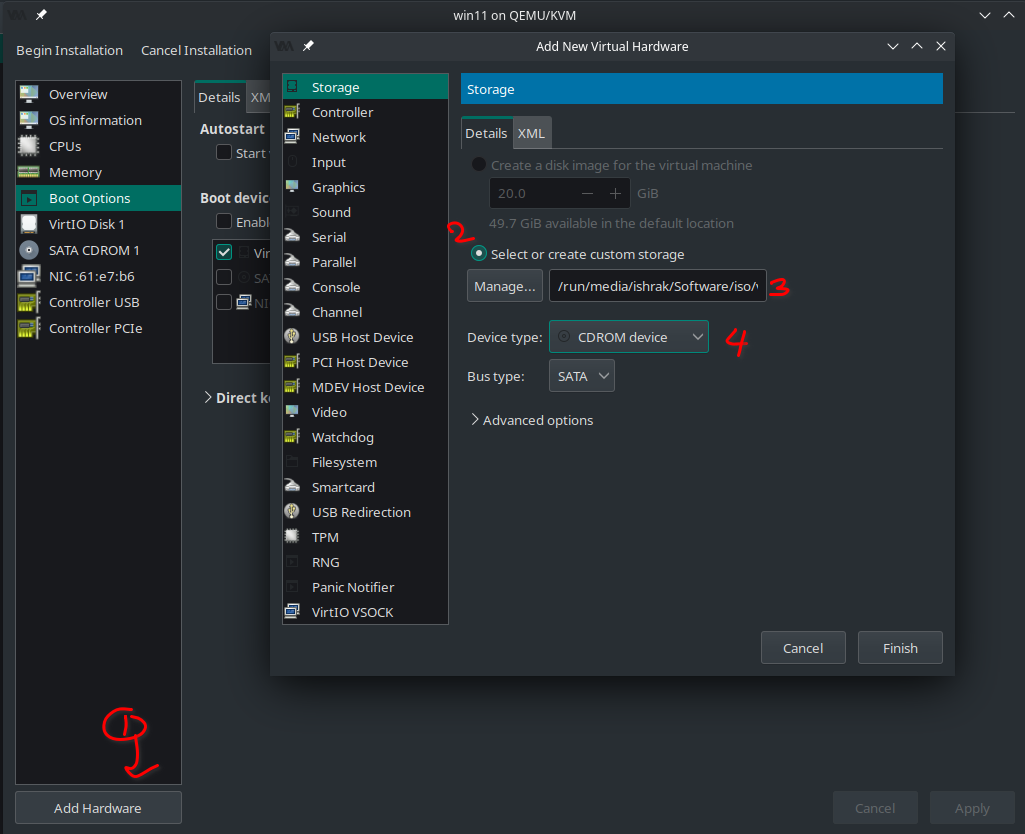 win11 on QEMU/KVM
Begin Installation Cancel Installation
Overview
OS information
CPUs
Memory
Boot Options
VirtIO Disk 1
SATA CDROM 1
NIC :61:e7:b6
Controller USB
Controller PCIe
1
Add Hardware
Details XM
Autostart
Start
Boot devic
Enabl
Vir
SA
NI
Direct ke
Add New Virtual Hardware
Storage
Controller
Network
Input
Graphics
Sound
Serial
Parallel
Console
Channel
USB Host Device
PCI Host Device
MDEV Host Device
Video
Watchdog
Filesystem
Smartcard
USB Redirection
TPM
RNG
Panic Notifier
VirtIO VSOCK
Storage
Details XML
Create a disk image for the virtual machine
20.0 − + GiB
49.7 GiB available in the default location
2
Select or create custom storage
Manage... /run/media/ishrak/Software/iso/ 3
Device type: CDROM device 4
Bus type: SATA
Advanced options
Cancel Finish
Cancel Apply